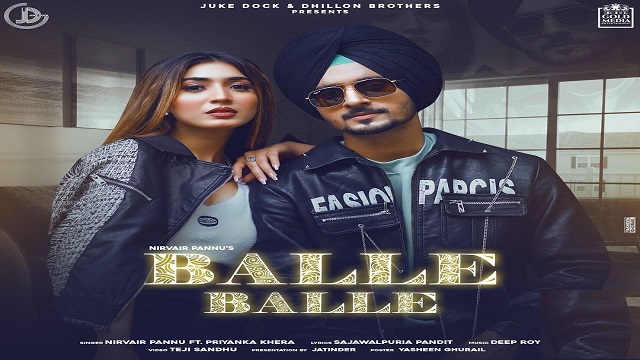 JUKE DOCK & DHILLON BROTHERS
PRESENTS
JD
GOLD
MEDIA
FASION PARCIS
NIRVAIR PANNU'S
BALLE
BALLE
SINGER NIRVAIR PANNU FT. PRIYANKA KHERA LYRICS SAJAWALPURIA PANDIT MUSIC DEEP ROY
VIDEO TEJI SANDHU PRESENTATION BY JATINDER POSTER YASHEEN GHURAIL